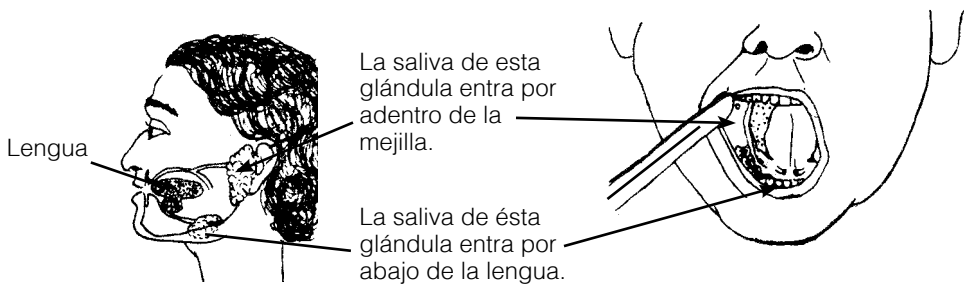 La saliva de esta
glándula entra por
adentro de la
mejilla.
Lengua
La saliva de ésta
glándula entra por
abajo de la lengua.